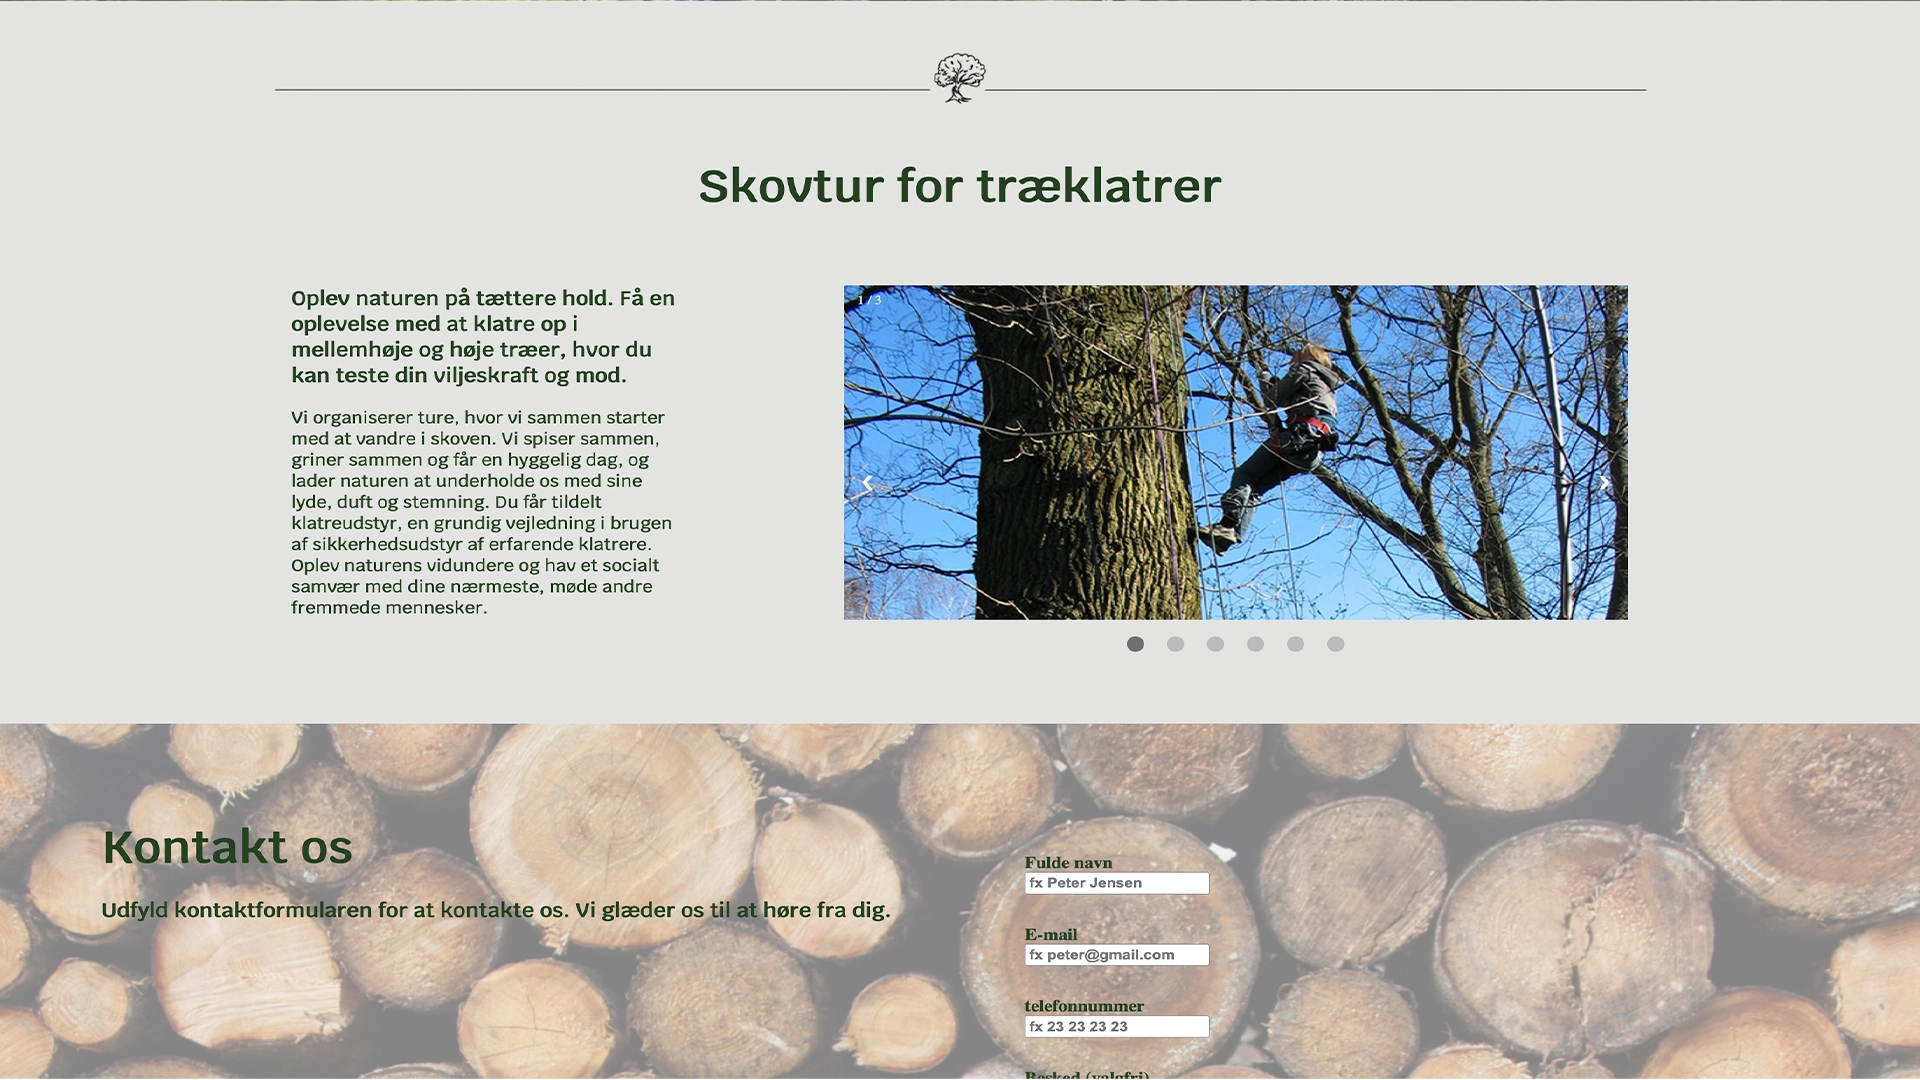 Skovtur for træklatrer
Oplev naturen på tættere hold. Få en
oplevelse med at klatre op i
mellemhøje og høje træer, hvor du
kan teste din viljeskraft og mod.
Vi organiserer ture, hvor vi sammen starter
med at vandre i skoven. Vi spiser sammen,
griner sammen og får en hyggelig dag, og
lader naturen at underholde os med sine
lyde, duft og stemning. Du får tildelt
klatreudstyr, en grundig vejledning i brugen
af sikkerhedsudstyr af erfarende klatrere.
Oplev naturens vidundere og hav et socialt
samvær med dine nærmeste, møde andre
fremmede mennesker.
1 / 3
Kontakt os
Udfyld kontaktformularen for at kontakte os. Vi glæder os til at høre fra dig.
Fulde navn
fx Peter Jensen
E-mail
fx peter@gmail.com
telefonnummer
fx 23 23 23 23
Besked (valgfri)